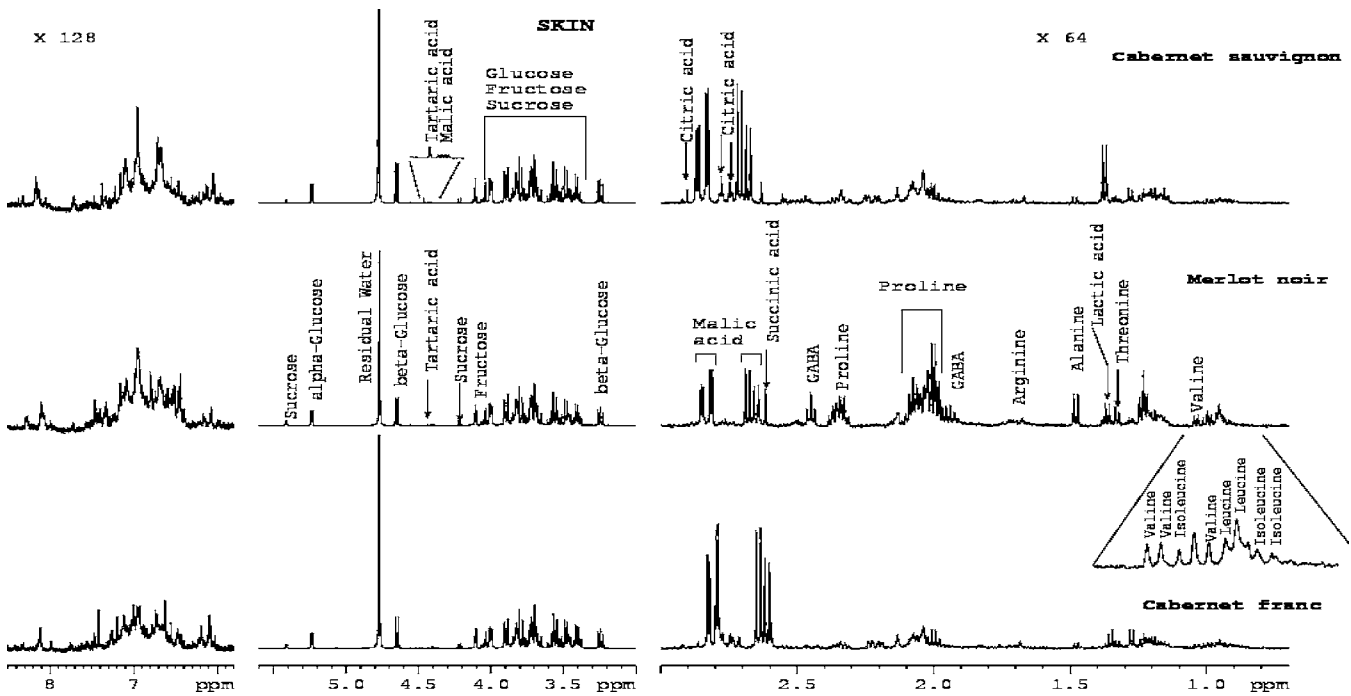 X 128
SKIN
X 64
Cabernet sauvignon
Tartaric acid
Malic acid
Glucose
Fructose
Sucrose
Citric acid
Citric acid
Merlot noir
Sucrose
alpha-Glucose
Residual Water
beta-Glucose
Tartaric acid
Sucrose
Fructose
beta-Glucose
Malic
acid
Succinic acid
GABA
Proline
Proline
GABA
Arginine
Alanine
Lactic acid
Threonine
Valine
Valine
Valine
Isoleucine
Valine
Leucine
Leucine
Isoleucine
Isoleucine
Cabernet franc
8 7 ppm 5.0 4.5 4.0 3.5 ppm 2.5 2.0 1.5 1.0 ppm